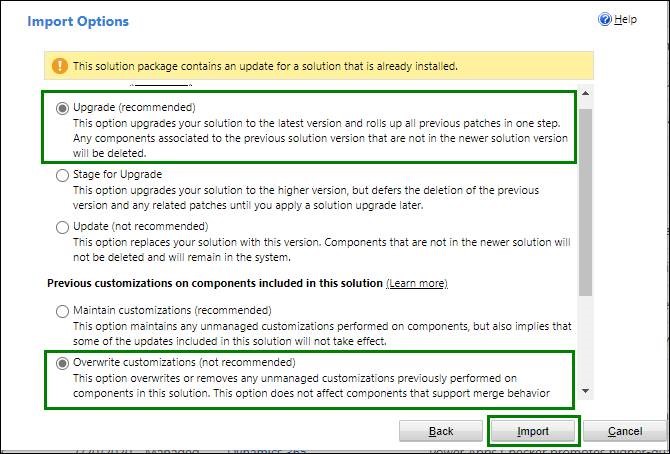 Import Options
Help
This solution package contains an update for a solution that is already installed.
Upgrade (recommended)
This option upgrades your solution to the latest version and rolls up all previous patches in one step.
Any components associated to the previous solution version that are not in the newer solution version
will be deleted.
Stage for Upgrade
This option upgrades your solution to the higher version, but defers the deletion of the previous
version and any related patches until you apply a solution upgrade later.
Update (not recommended)
This option replaces your solution with this version. Components that are not in the newer solution will
not be deleted and will remain in the system.
Previous customizations on components included in this solution (Learn more)
Maintain customizations (recommended)
This option maintains any unmanaged customizations performed on components, but also implies that
some of the updates included in this solution will not take effect.
Overwrite customizations (not recommended)
This option overwrites or removes any unmanaged customizations previously performed on
components in this solution. This option does not affect components that support merge behavior
Back Import Cancel